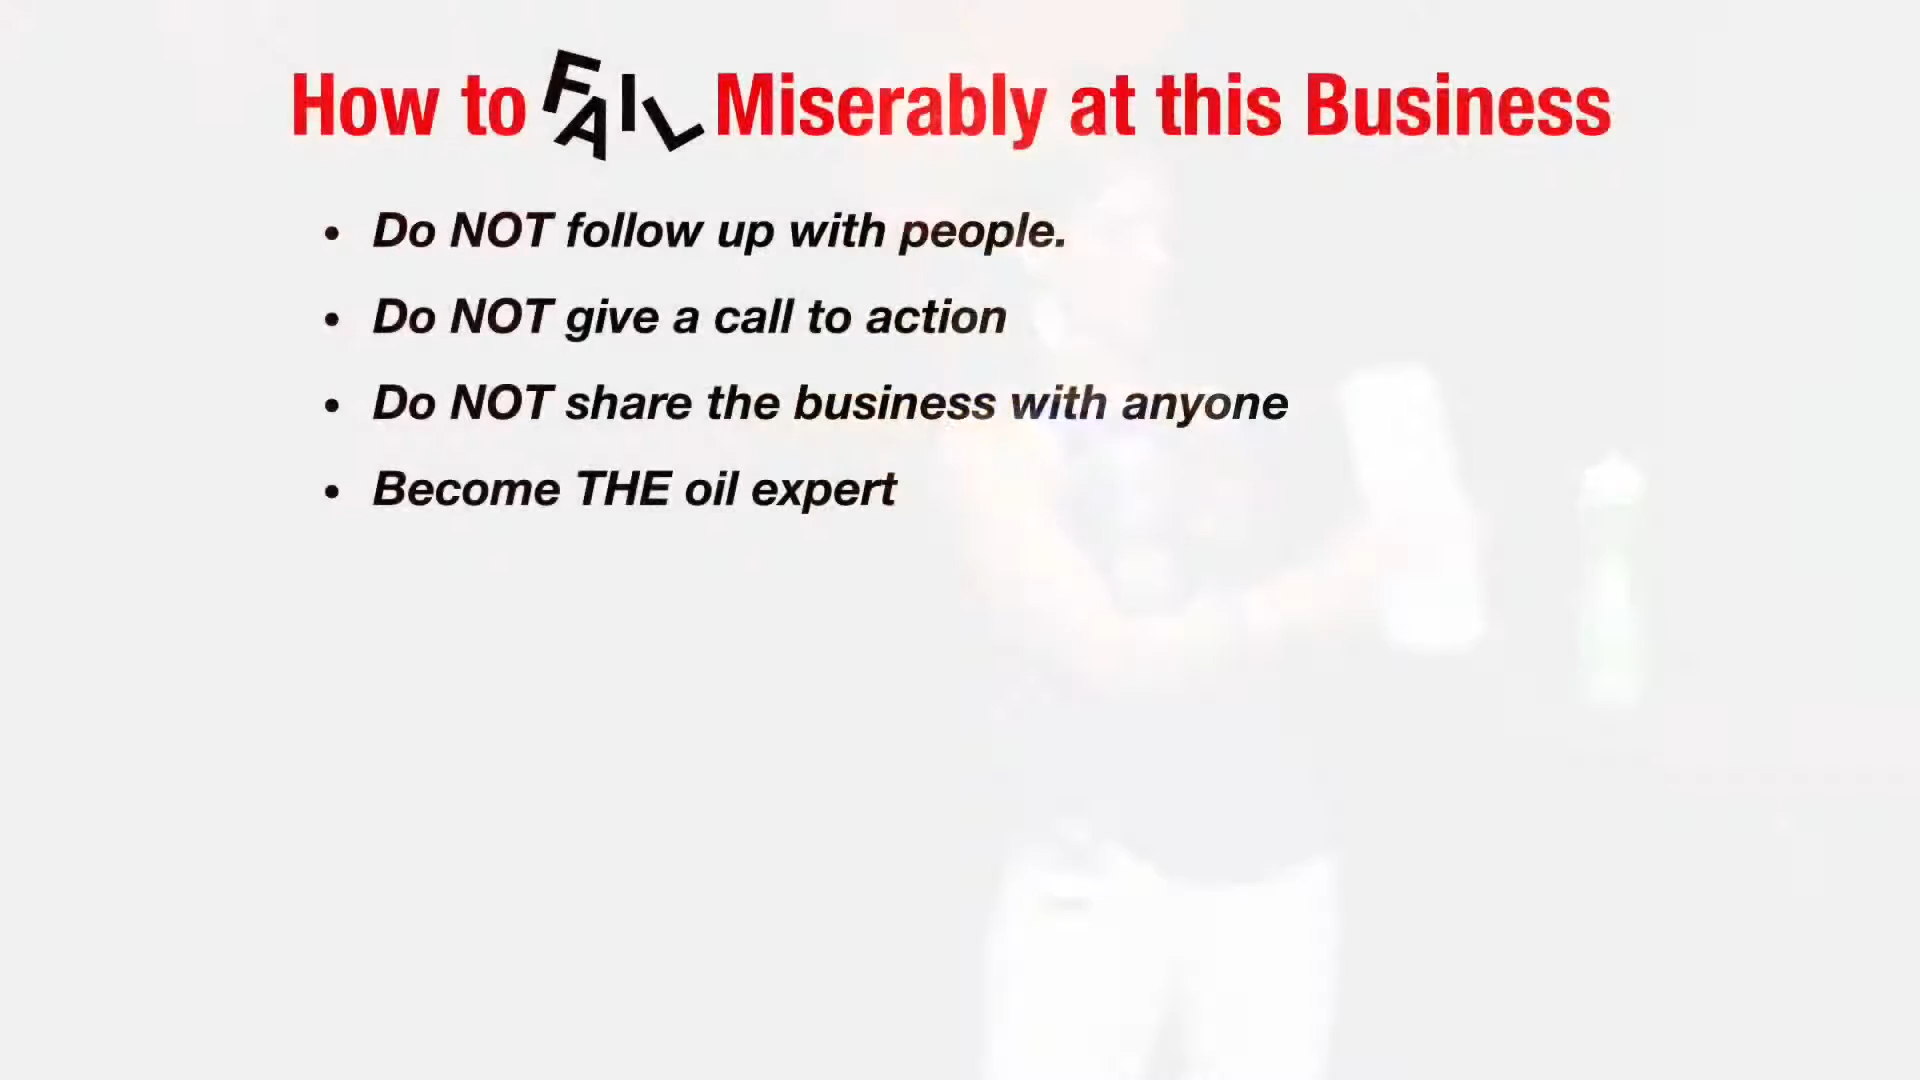 How to FAIL Miserably at this Business
• Do NOT follow up with people.
• Do NOT give a call to action
• Do NOT share the business with anyone
• Become THE oil expert